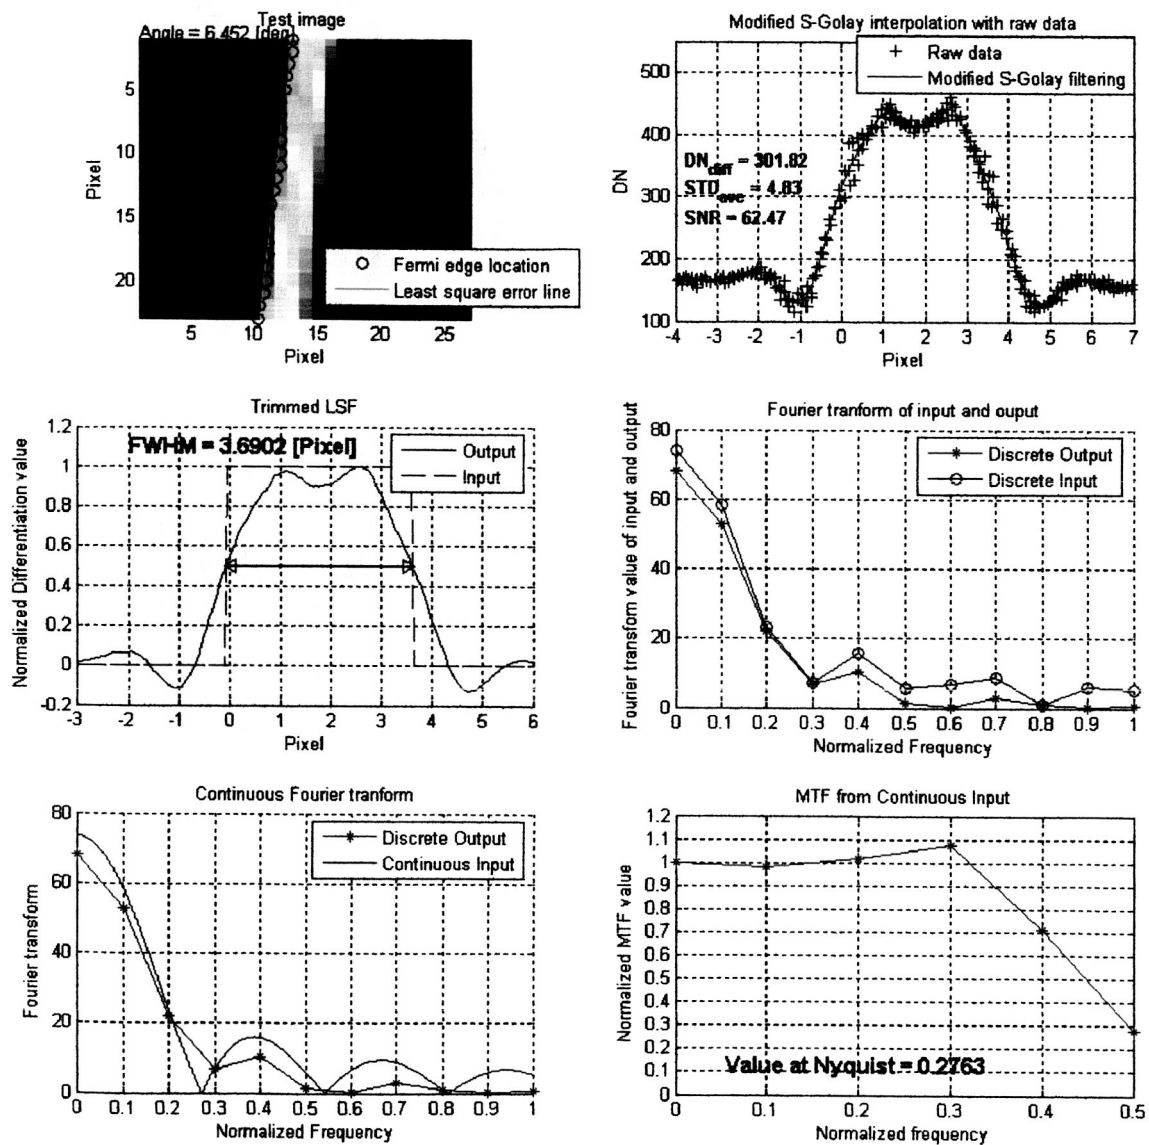 Test image
Angle = 6.452 [deg]
5
10
15
20
Pixel
5
10
15
20
25
Pixel
Fermi edge location
Least square error line
Modified S-Golay interpolation with raw data
Raw data
Modified S-Golay filtering
500
400
300
200
100
DN
DN_diff = 301.82
STD_ave = 4.83
SNR = 62.47
-4 -3 -2 -1 0 1 2 3 4 5 6 7
Pixel
Trimmed LSF
FWHM = 3.6902 [Pixel]
Output
Input
1.2
1
0.8
0.6
0.4
0.2
0
-0.2
Normalized Differentiation value
-3 -2 -1 0 1 2 3 4 5 6
Pixel
Fourier tranform of input and ouput
Discrete Output
Discrete Input
80
60
40
20
0
Fourier transform value of input and output
0 0.1 0.2 0.3 0.4 0.5 0.6 0.7 0.8 0.9 1
Normalized Frequency
Continuous Fourier tranform
Discrete Output
Continuous Input
80
60
40
20
0
Fourier transform
0 0.1 0.2 0.3 0.4 0.5 0.6 0.7 0.8 0.9 1
Normalized Frequency
MTF from Continuous Input
1.2
1.1
1
0.9
0.8
0.7
0.6
0.5
0.4
0.3
0.2
0.1
0
Normalized MTF value
Value at Nyquist = 0.2763
0 0.1 0.2 0.3 0.4 0.5
Normalized frequency